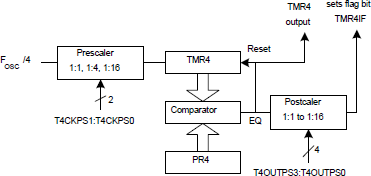 TMR4
output
sets flag bit
TMR4IF
FOSC /4
Prescaler
1:1, 1:4, 1:16
TMR4
Reset
2
T4CKPS1:T4CKPS0
Comparator
EQ
Postcaler
1:1 to 1:16
PR4
4
T4OUTPS3:T4OUTPS0